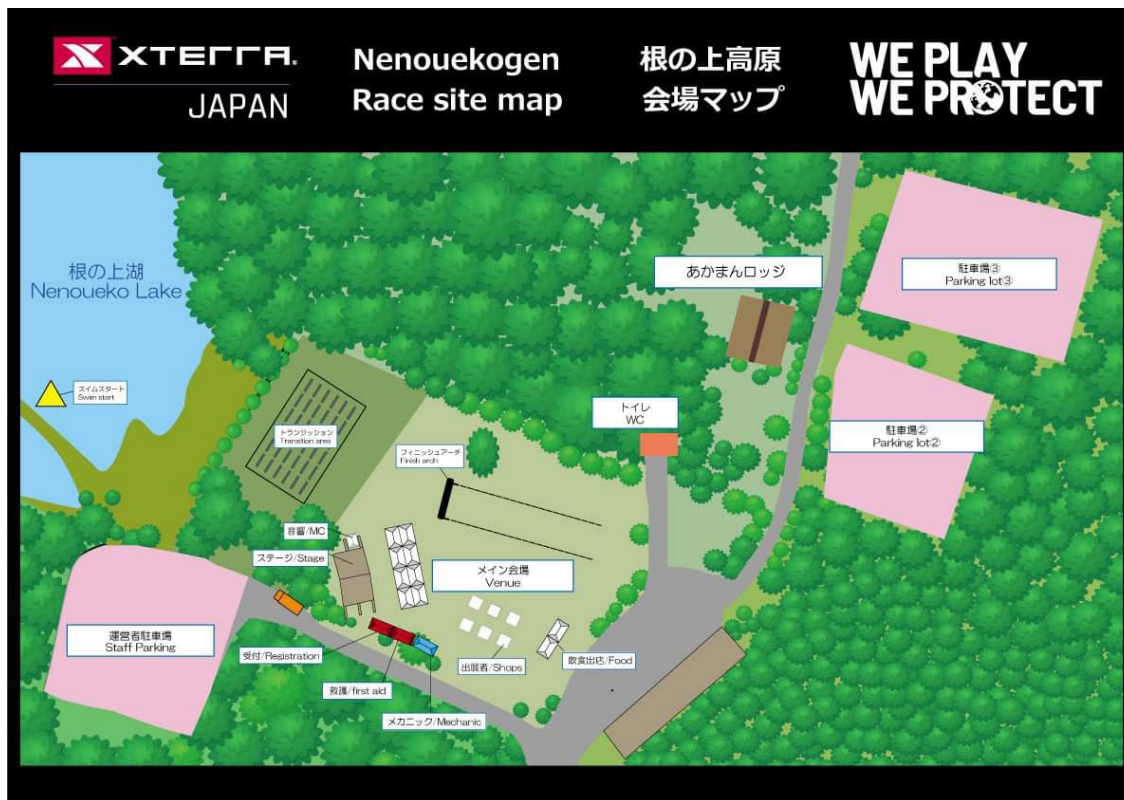 XTERRA.
JAPAN
Nenouekogen
Race site map
根の上高原
会場マップ
WE PLAY
WE PROTECT
根の上湖
Nenoueko Lake
スイムスタート
Swim start
トランジッション
Transition area
フィニッシュアーチ
Finish arch
あかまんロッジ
トイレ
WC
駐車場③
Parking lot③
駐車場②
Parking lot②
音響/MC
ステージ/Stage
メイン会場
Venue
運営者駐車場
Staff Parking
受付/Registration
救護/first aid
メカニック/Mechanic
出展者/Shops
飲食出店/Food